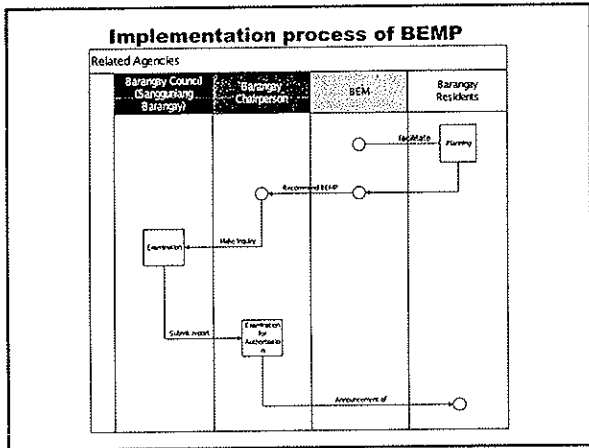 Implementation process of BEMP
Related Agencies
Barangay Council
(Sangguniang
Barangay)
Barangay
Chairperson
BEM
Barangay
Residents
Facilitate
Planning
Recommend BEMP
Make Inquiry
Examination
Submit report
Examination
for
Authorizatio
n
Announcement of